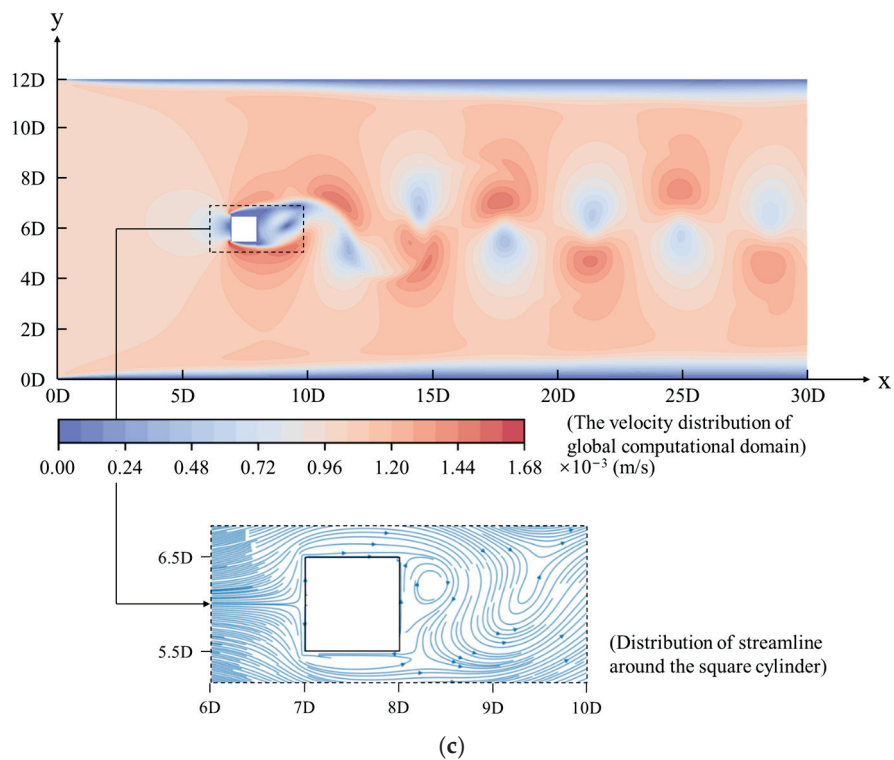 y
12D
10D
8D
6D
4D
2D
0D
0D 5D 10D 15D 20D 25D 30D x
0.00 0.24 0.48 0.72 0.96 1.20 1.44 1.68 ×10⁻³ (m/s)
(The velocity distribution of
global computational domain)
6.5D
5.5D
6D 7D 8D 9D 10D
(Distribution of streamline
around the square cylinder)
(c)